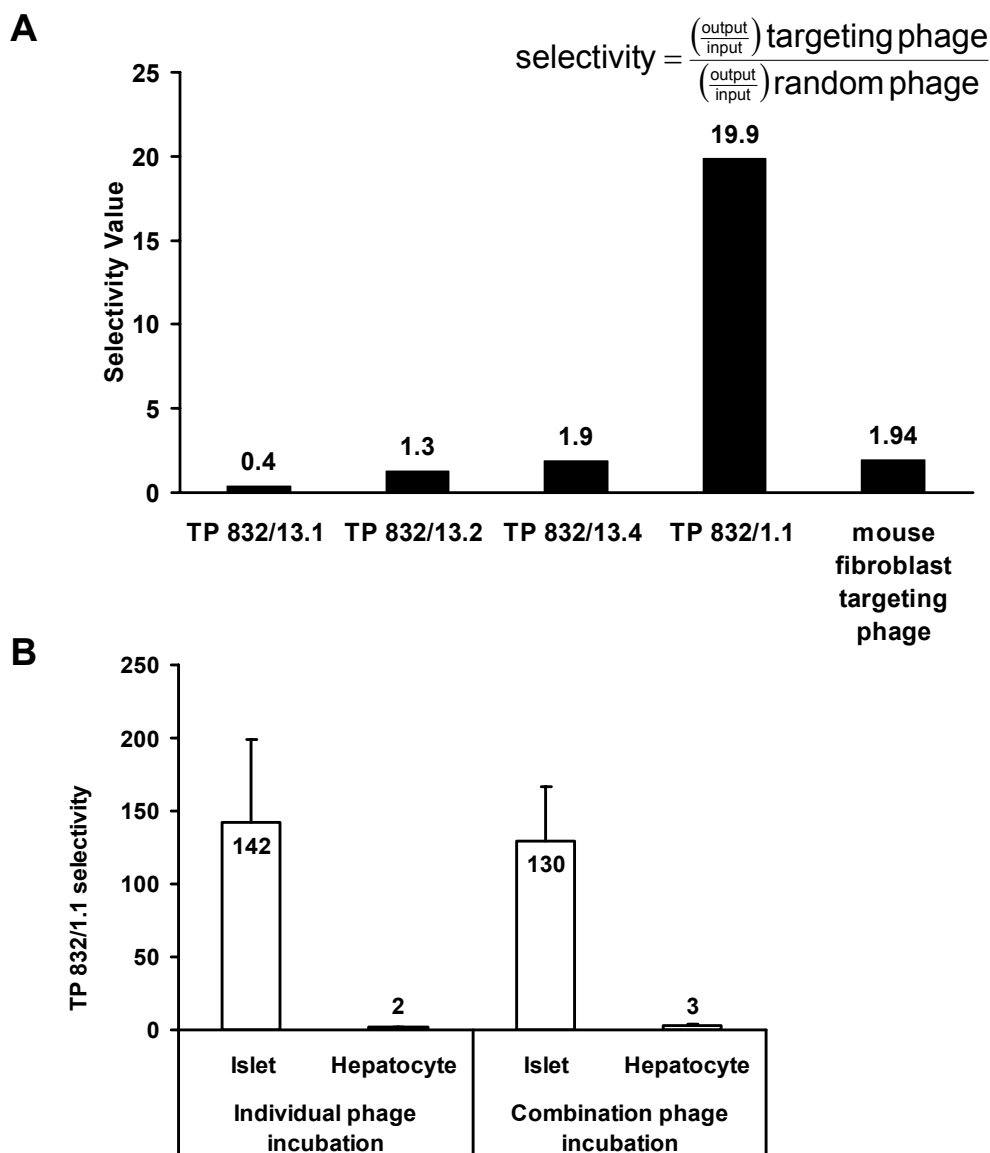 A
selectivity = (output/input) targeting phage / (output/input) random phage
25
20
15
10
5
0
Selectivity Value
0.4
1.3
1.9
19.9
1.94
TP 832/13.1 TP 832/13.2 TP 832/13.4 TP 832/1.1 mouse
fibroblast
targeting
phage
B
250
200
150
100
50
0
TP 832/1.1 selectivity
142
2
130
3
Islet Hepatocyte Islet Hepatocyte
Individual phage
incubation
Combination phage
incubation